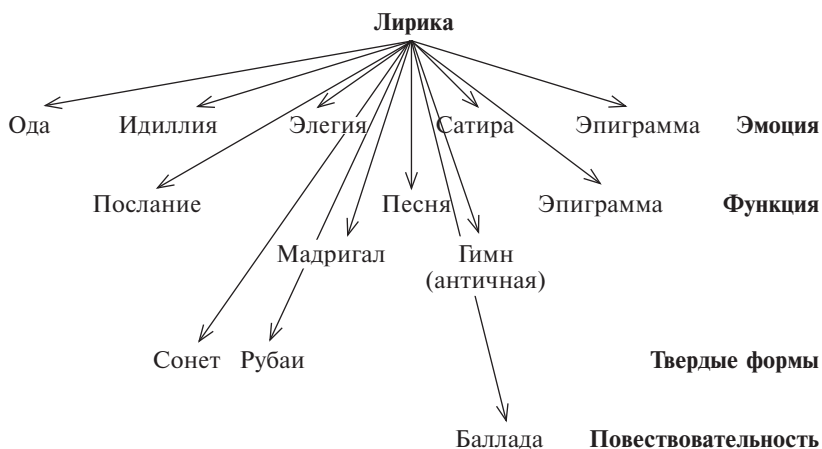 Лирика
Ода Идиллия Элегия Сатира Эпиграмма Эмоция
Послание Песня Эпиграмма Функция
Мадригал Гимн
(античная)
Сонет Рубаи Твердые формы
Баллада Повествовательность